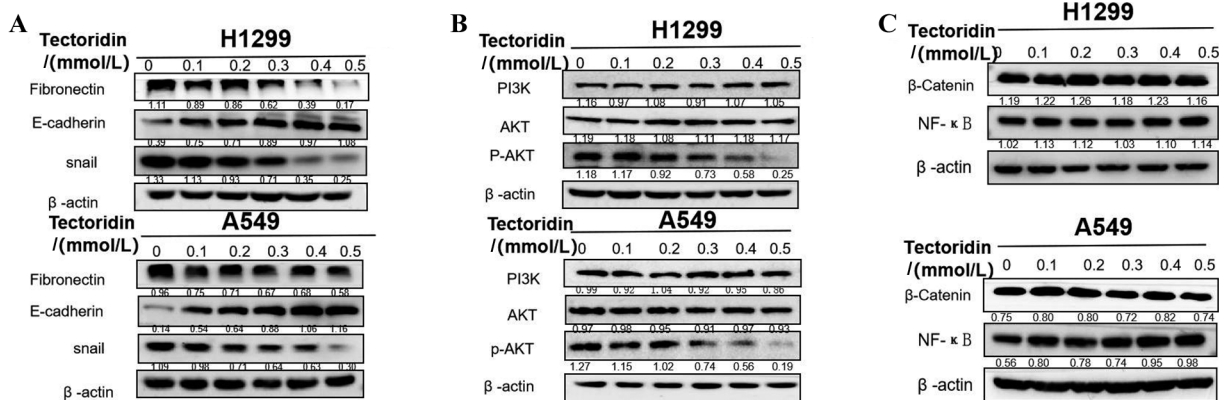 A
H1299
Tectoridin
/(mmol/L)
0 0.1 0.2 0.3 0.4 0.5
Fibronectin
1.11 0.89 0.86 0.62 0.39 0.17
E-cadherin
0.39 0.75 0.71 0.89 0.97 1.08
snail
1.33 1.13 0.93 0.71 0.35 0.25
β -actin
A549
Tectoridin
/(mmol/L)
0 0.1 0.2 0.3 0.4 0.5
Fibronectin
0.96 0.75 0.71 0.67 0.68 0.58
E-cadherin
0.14 0.54 0.64 0.88 1.06 1.16
snail
1.09 0.98 0.71 0.64 0.63 0.30
β -actin
B
H1299
Tectoridin
/(mmol/L)
0 0.1 0.2 0.3 0.4 0.5
PI3K
1.16 0.97 1.08 0.91 1.07 1.05
AKT
1.19 1.18 1.08 1.11 1.18 1.17
P-AKT
1.18 1.17 0.92 0.73 0.58 0.25
β -actin
A549
Tectoridin
/(mmol/L)
0 0.1 0.2 0.3 0.4 0.5
PI3K
0.99 0.92 1.04 0.92 0.95 0.86
AKT
0.97 0.98 0.95 0.91 0.97 0.93
p-AKT
1.27 1.15 1.02 0.74 0.56 0.19
β -actin
C
H1299
Tectoridin
/(mmol/L)
0 0.1 0.2 0.3 0.4 0.5
β-Catenin
1.19 1.22 1.26 1.18 1.23 1.16
NF-κB
1.02 1.13 1.12 1.03 1.10 1.14
β -actin
A549
Tectoridin
/(mmol/L)
0 0.1 0.2 0.3 0.4 0.5
β-Catenin
0.75 0.80 0.80 0.72 0.82 0.74
NF-κB
0.56 0.80 0.78 0.74 0.95 0.98
β -actin